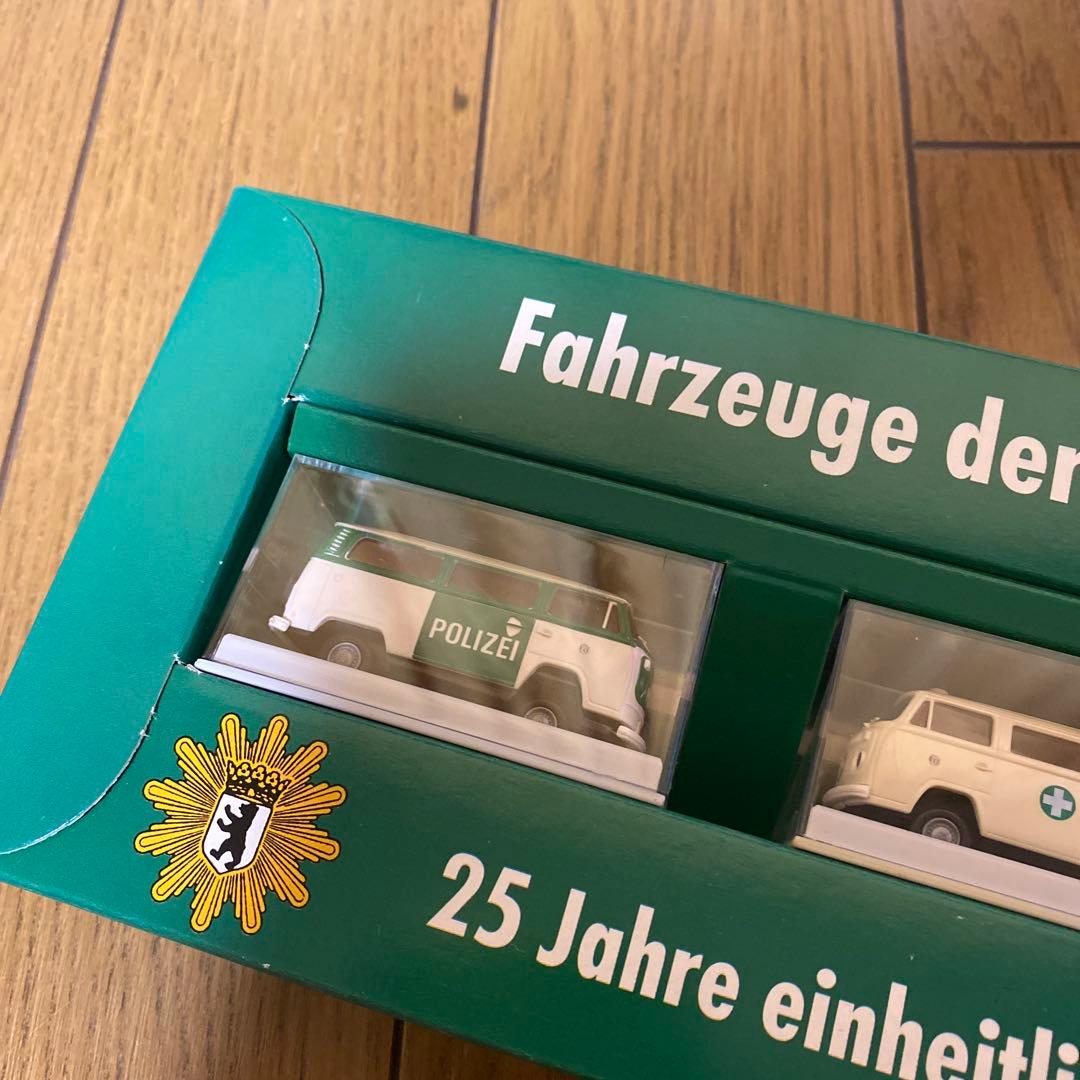 Fahrzeuge der
POLIZEI
25 Jahre einheitli